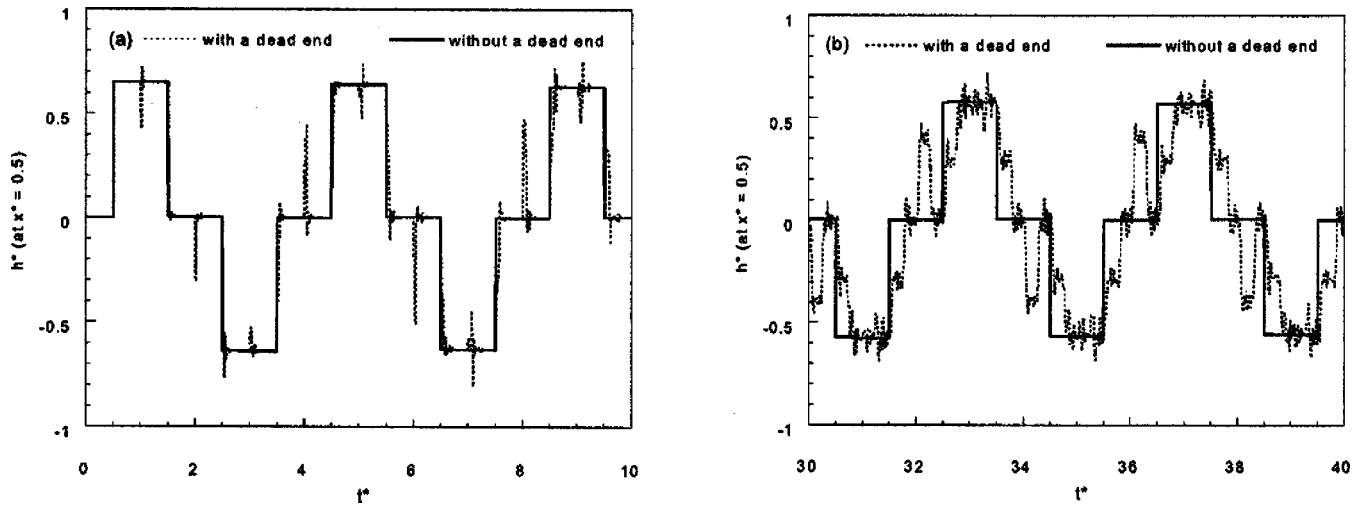 1
(a)
with a dead end
without a dead end
0.5
0
-0.5
-1
h* (at x* = 0.5)
0
2
4
6
8
10
t*
1
(b)
with a dead end
without a dead end
0.5
0
-0.5
-1
h* (at x* = 0.5)
30
32
34
36
38
40
t*